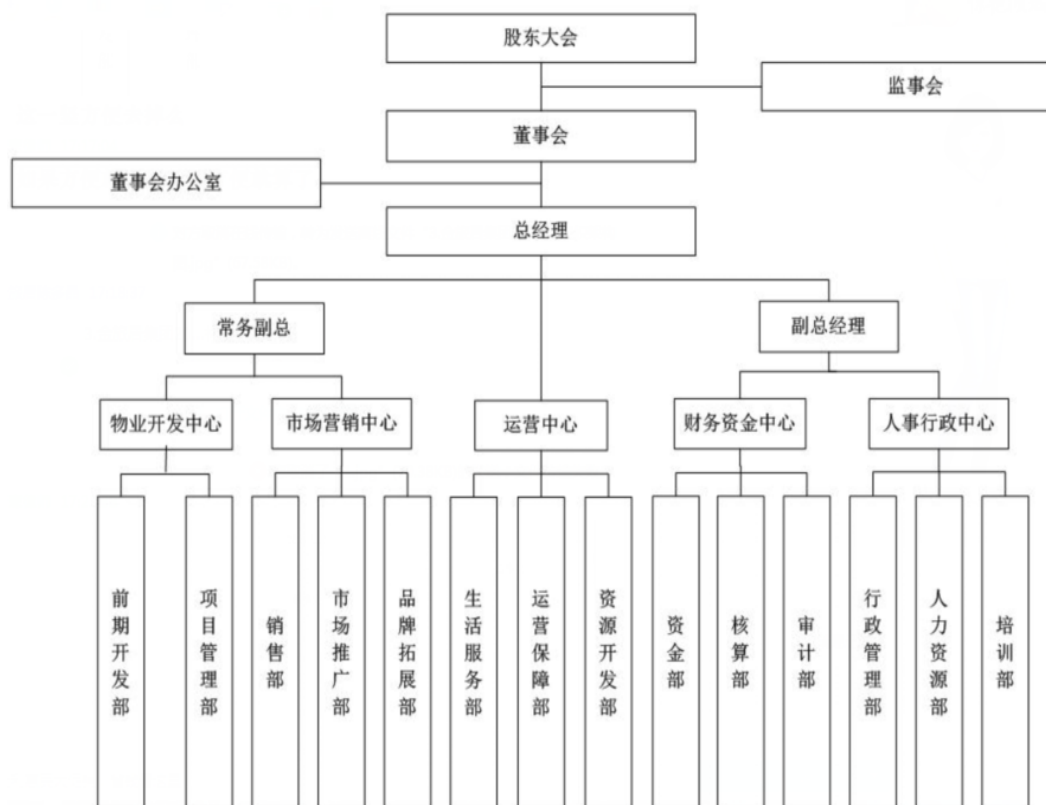 股东大会
监事会
董事会
董事会办公室
总经理
常务副总
副总经理
物业开发中心
市场营销中心
运营中心
财务资金中心
人事行政中心
前期开发部
项目管理部
销售部
市场推广部
品牌拓展部
生活服务部
运营保障部
资源开发部
资金部
核算部
审计部
行政管理部
人力资源部
培训部